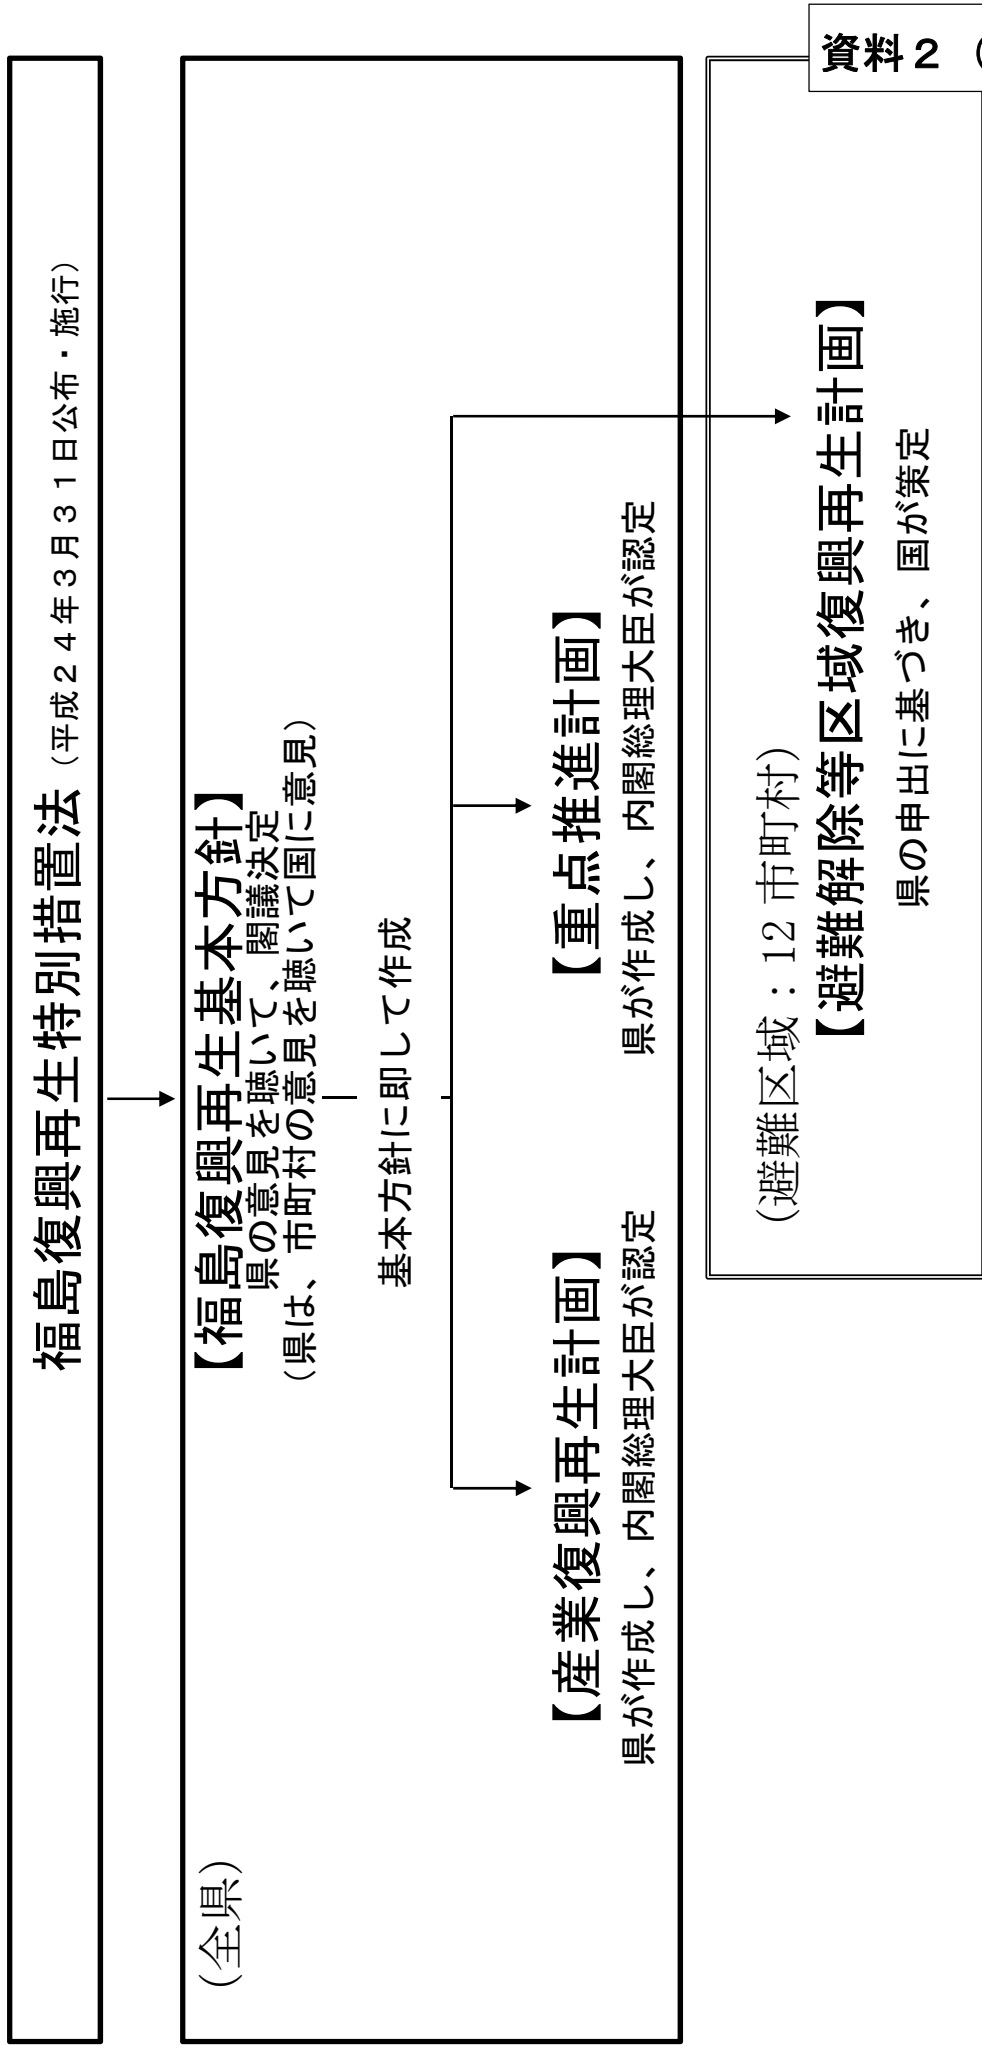 資料２（
福島復興再生特別措置法（平成２４年３月３１日公布・施行）
(全県)
【福島復興再生基本方針】
県の意見を聴いて、閣議決定
（県は、市町村の意見を聴いて国に意見）
基本方針に即して作成
【産業復興再生計画】
県が作成し、内閣総理大臣が認定
【重点推進計画】
県が作成し、内閣総理大臣が認定
(避難区域：12 市町村)
【避難解除等区域復興再生計画】
県の申出に基づき、国が策定